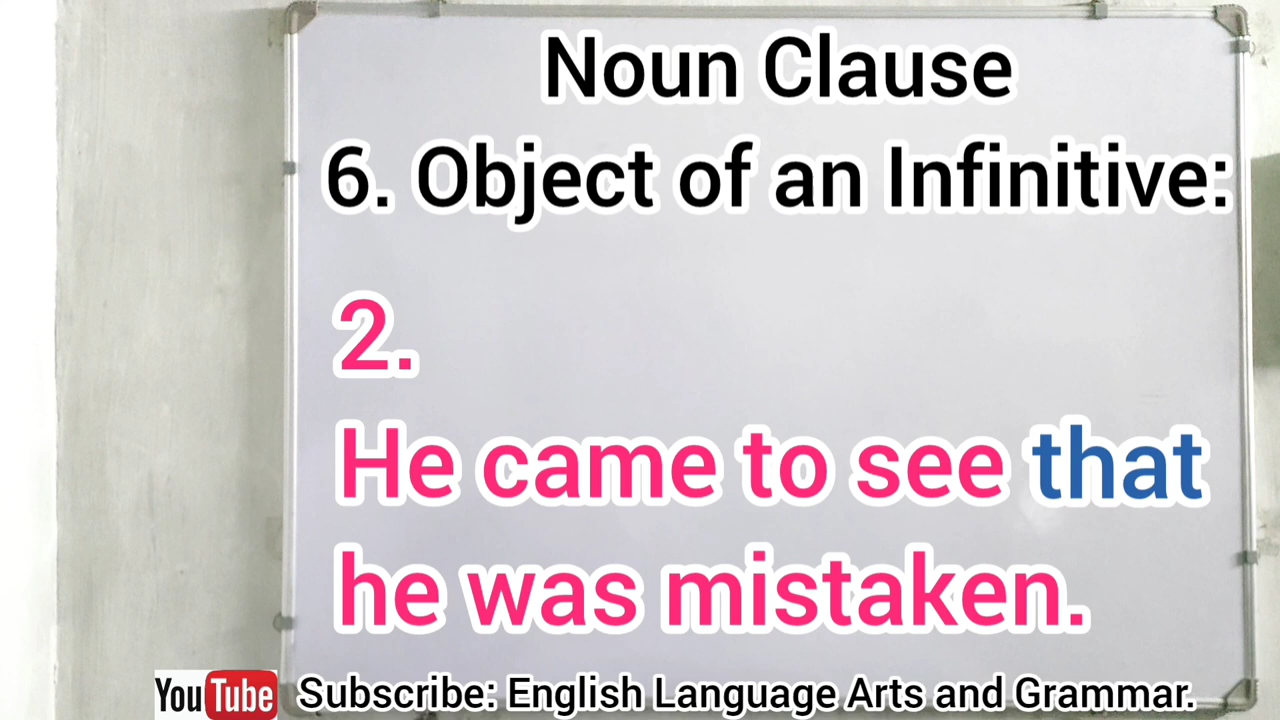 Noun Clause
6. Object of an Infinitive:
2.
He came to see that
he was mistaken.
YouTube Subscribe: English Language Arts and Grammar.